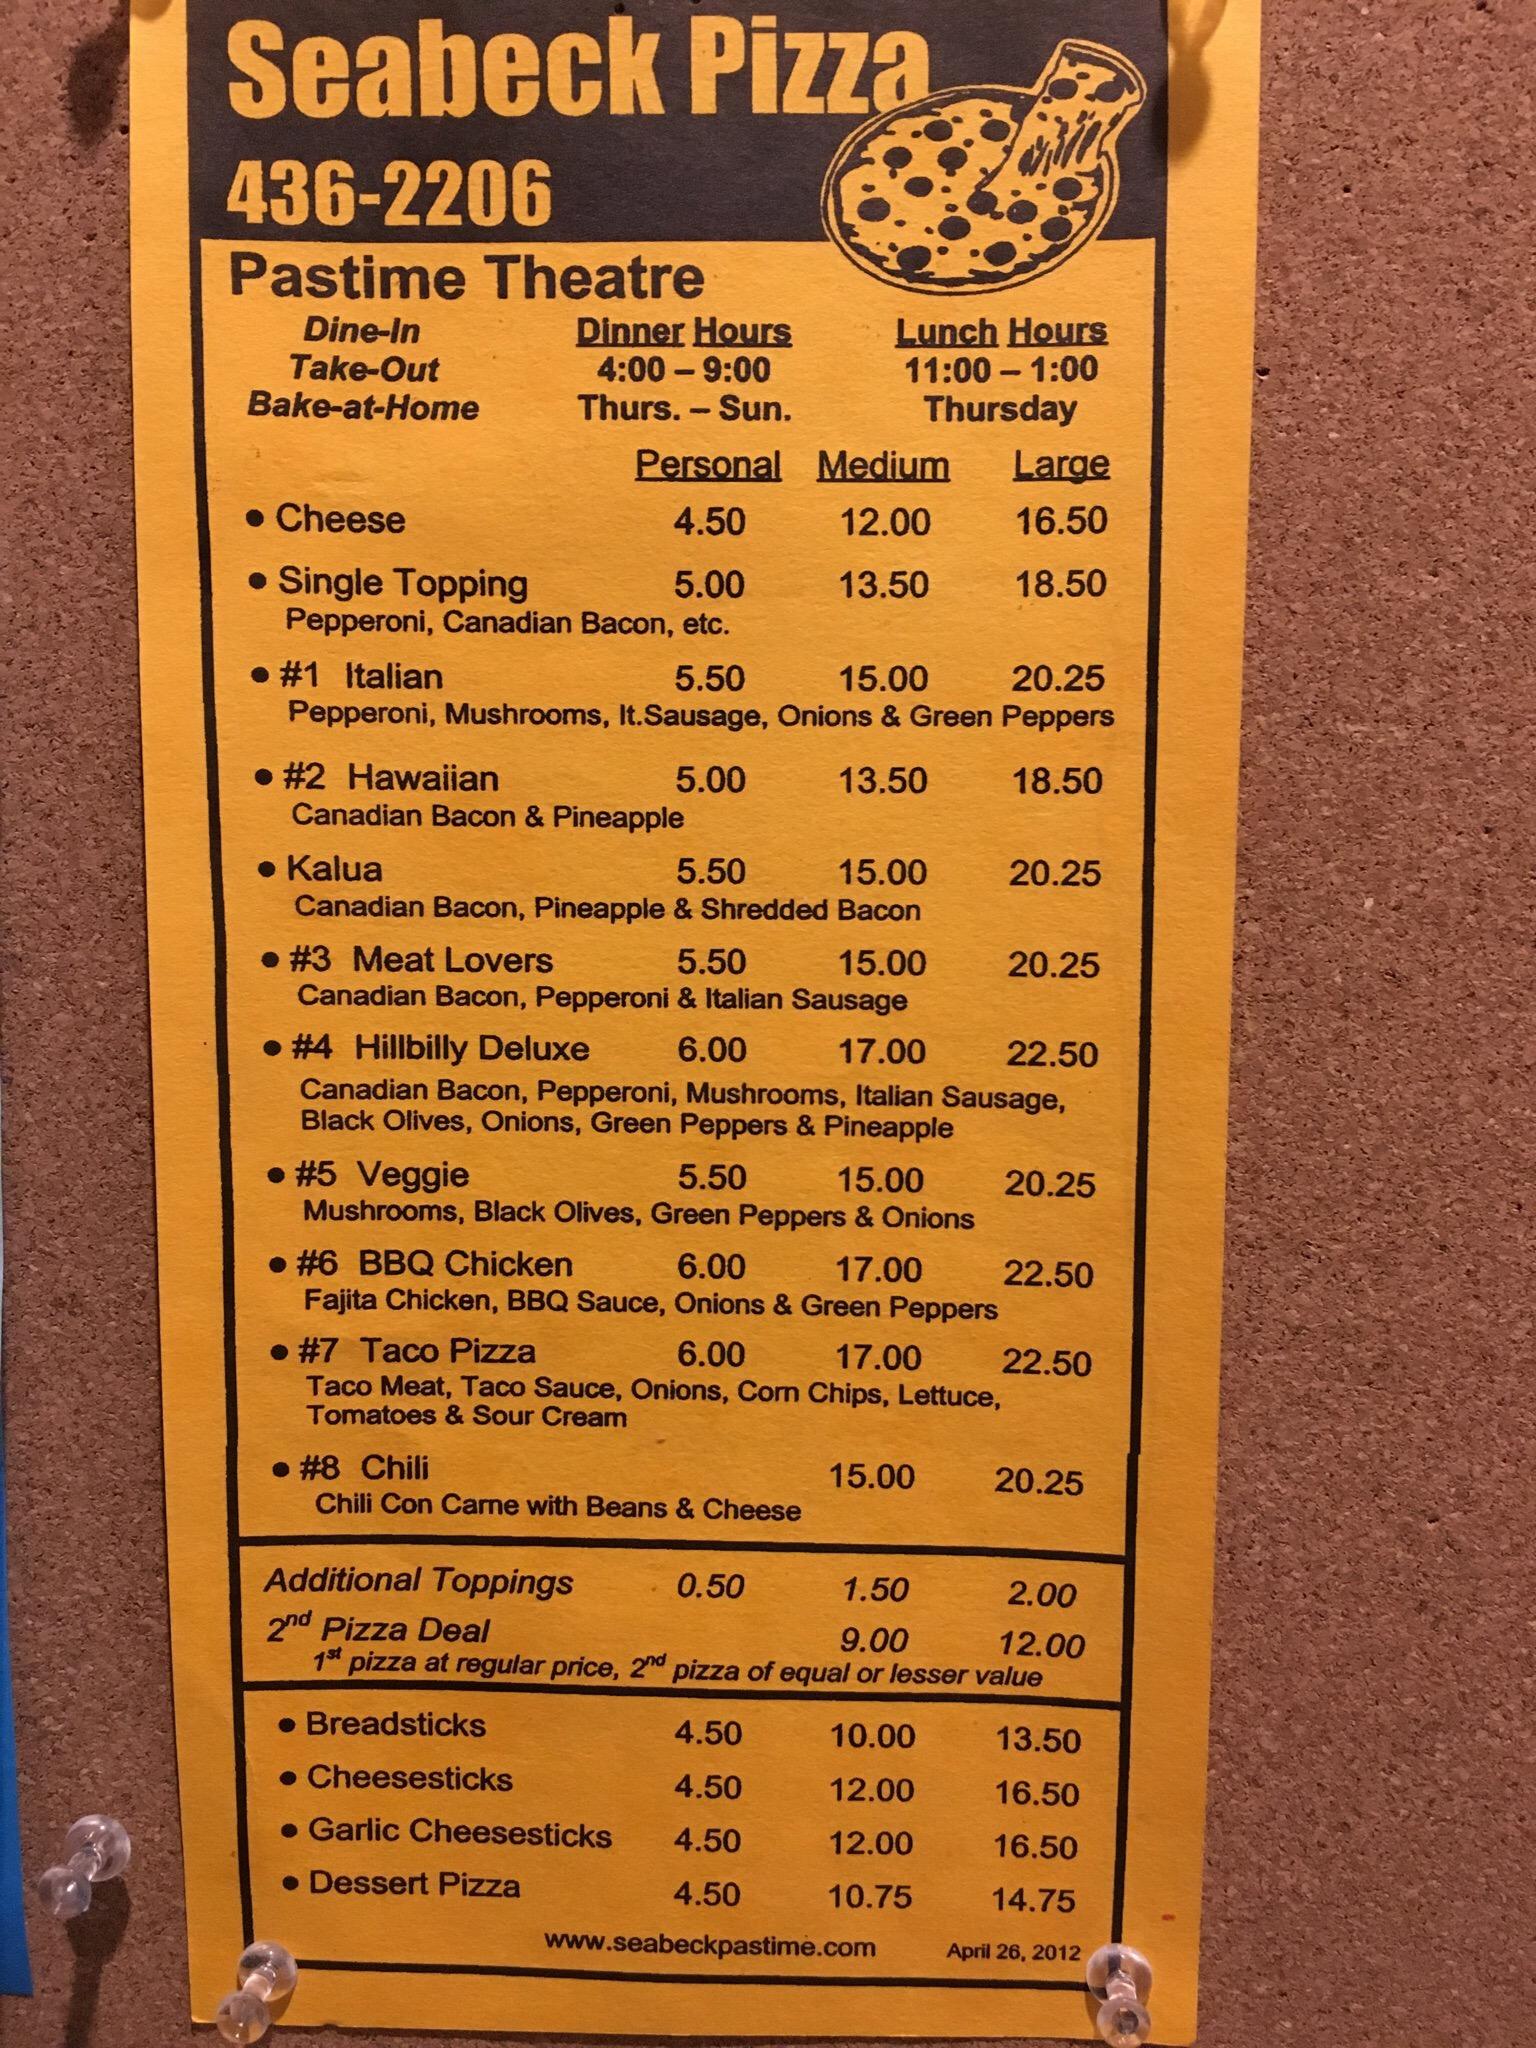 Seabeck Pizza
436-2206
Pastime Theatre
Dine-In Dinner Hours Lunch Hours
Take-Out 4:00 – 9:00 11:00 – 1:00
Bake-at-Home Thurs. – Sun. Thursday
Personal Medium Large
• Cheese 4.50 12.00 16.50
• Single Topping 5.00 13.50 18.50
Pepperoni, Canadian Bacon, etc.
• #1 Italian 5.50 15.00 20.25
Pepperoni, Mushrooms, It.Sausage, Onions & Green Peppers
• #2 Hawaiian 5.00 13.50 18.50
Canadian Bacon & Pineapple
• Kalua 5.50 15.00 20.25
Canadian Bacon, Pineapple & Shredded Bacon
• #3 Meat Lovers 5.50 15.00 20.25
Canadian Bacon, Pepperoni & Italian Sausage
• #4 Hillbilly Deluxe 6.00 17.00 22.50
Canadian Bacon, Pepperoni, Mushrooms, Italian Sausage,
Black Olives, Onions, Green Peppers & Pineapple
• #5 Veggie 5.50 15.00 20.25
Mushrooms, Black Olives, Green Peppers & Onions
• #6 BBQ Chicken 6.00 17.00 22.50
Fajita Chicken, BBQ Sauce, Onions & Green Peppers
• #7 Taco Pizza 6.00 17.00 22.50
Taco Meat, Taco Sauce, Onions, Corn Chips, Lettuce,
Tomatoes & Sour Cream
• #8 Chili 15.00 20.25
Chili Con Carne with Beans & Cheese
Additional Toppings 0.50 1.50 2.00
2nd Pizza Deal 9.00 12.00
1st pizza at regular price, 2nd pizza of equal or lesser value
• Breadsticks 4.50 10.00 13.50
• Cheesesticks 4.50 12.00 16.50
• Garlic Cheesesticks 4.50 12.00 16.50
• Dessert Pizza 4.50 10.75 14.75
www.seabeckpastime.com April 26, 2012